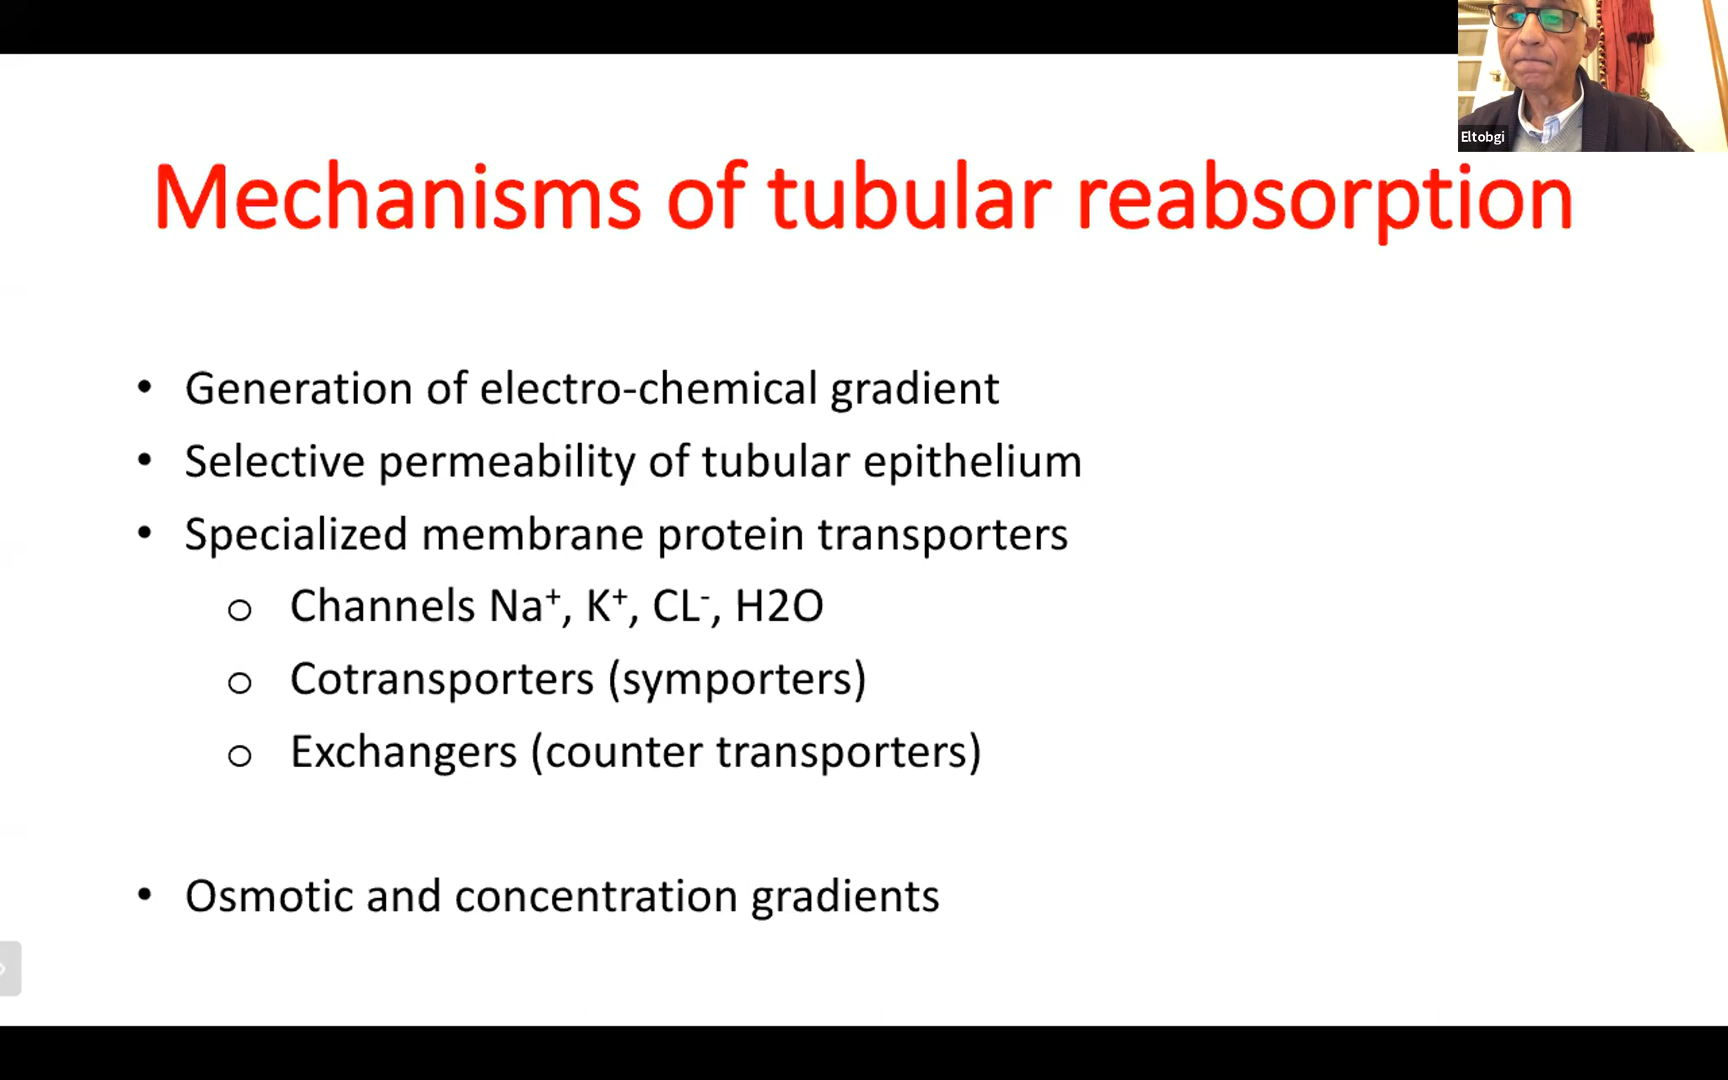 Eltobgi
Mechanisms of tubular reabsorption
• Generation of electro-chemical gradient
• Selective permeability of tubular epithelium
• Specialized membrane protein transporters
o Channels Na⁺, K⁺, CL⁻, H2O
o Cotransporters (symporters)
o Exchangers (counter transporters)
• Osmotic and concentration gradients